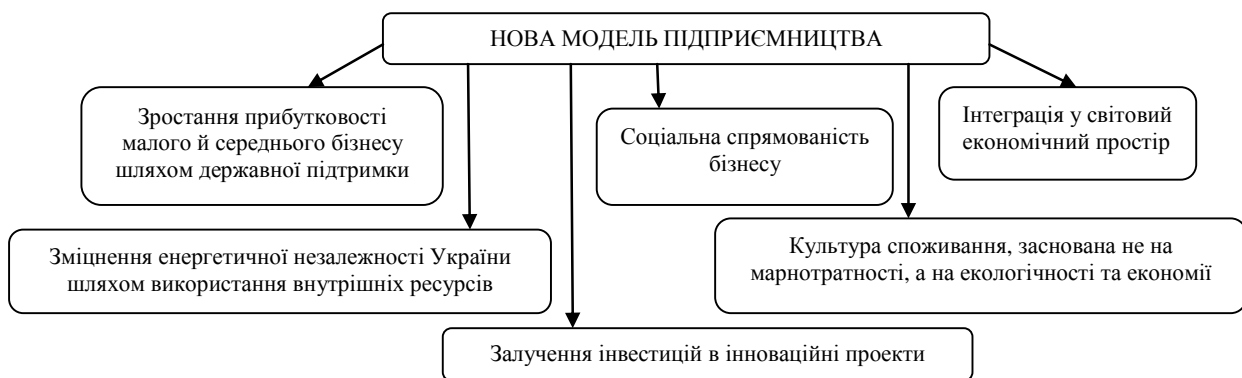 НОВА МОДЕЛЬ ПІДПРИЄМНИЦТВА
Зростання прибутковості
малого й середнього бізнесу
шляхом державної підтримки
Соціальна спрямованість
бізнесу
Інтеграція у світовий
економічний простір
Зміцнення енергетичної незалежності України
шляхом використання внутрішніх ресурсів
Культура споживання, заснована не на
марнотратності, а на екологічності та економії
Залучення інвестицій в інноваційні проекти